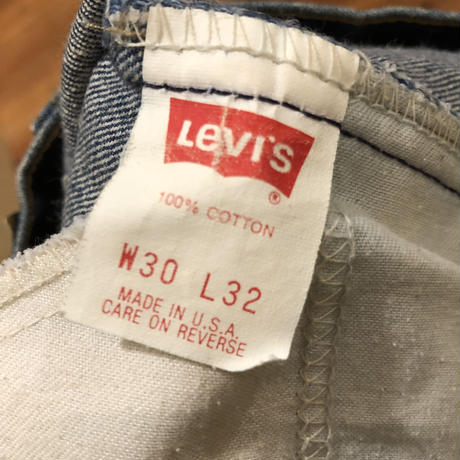 Levi's ®
100% COTTON
W30 L32
MADE IN U.S.A.
CARE ON REVERSE